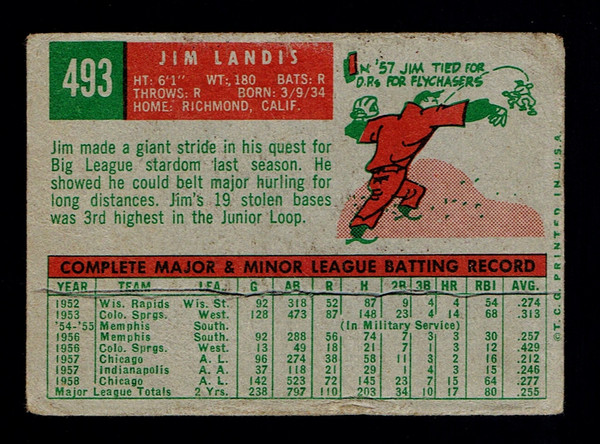 493
JIM LANDIS
HT: 6'1" WT: 180 BATS: R
THROWS: R BORN: 3/9/34
HOME: RICHMOND, CALIF.
IN '57 JIM TIED FOR
D.P.s FOR FLYCHASERS
Jim made a giant stride in his quest for
Big League stardom last season. He
showed he could belt major hurling for
long distances. Jim's 19 stolen bases
was 3rd highest in the Junior Loop.
COMPLETE MAJOR & MINOR LEAGUE BATTING RECORD
YEAR TEAM LEA. G AB R H 2B 3B HR RBI AVG.
1952 Wis. Rapids Wis. St. 92 318 52 87 9 4 4 54 .274
1953 Colo. Sprgs. West. 128 473 87 148 8 4 14 68 .313
'54-'55 Memphis South. (In Military Service)
1956 Memphis South. 92 288 56 74 7 3 3 31 .257
1956 Colo. Sprgs. West. 13 49 18 21 7 3 0 12 .429
1957 Chicago A. L. 96 274 38 58 11 3 2 16 .212
1957 Indianapolis A. A. 37 118 21 29 1 4 3 13 .246
1958 Chicago A. L. 142 523 72 145 23 7 15 64 .277
Major League Totals 2 Yrs. 238 797 110 203 34 10 17 80 .255
© T. C. G. PRINTED IN U.S.A.